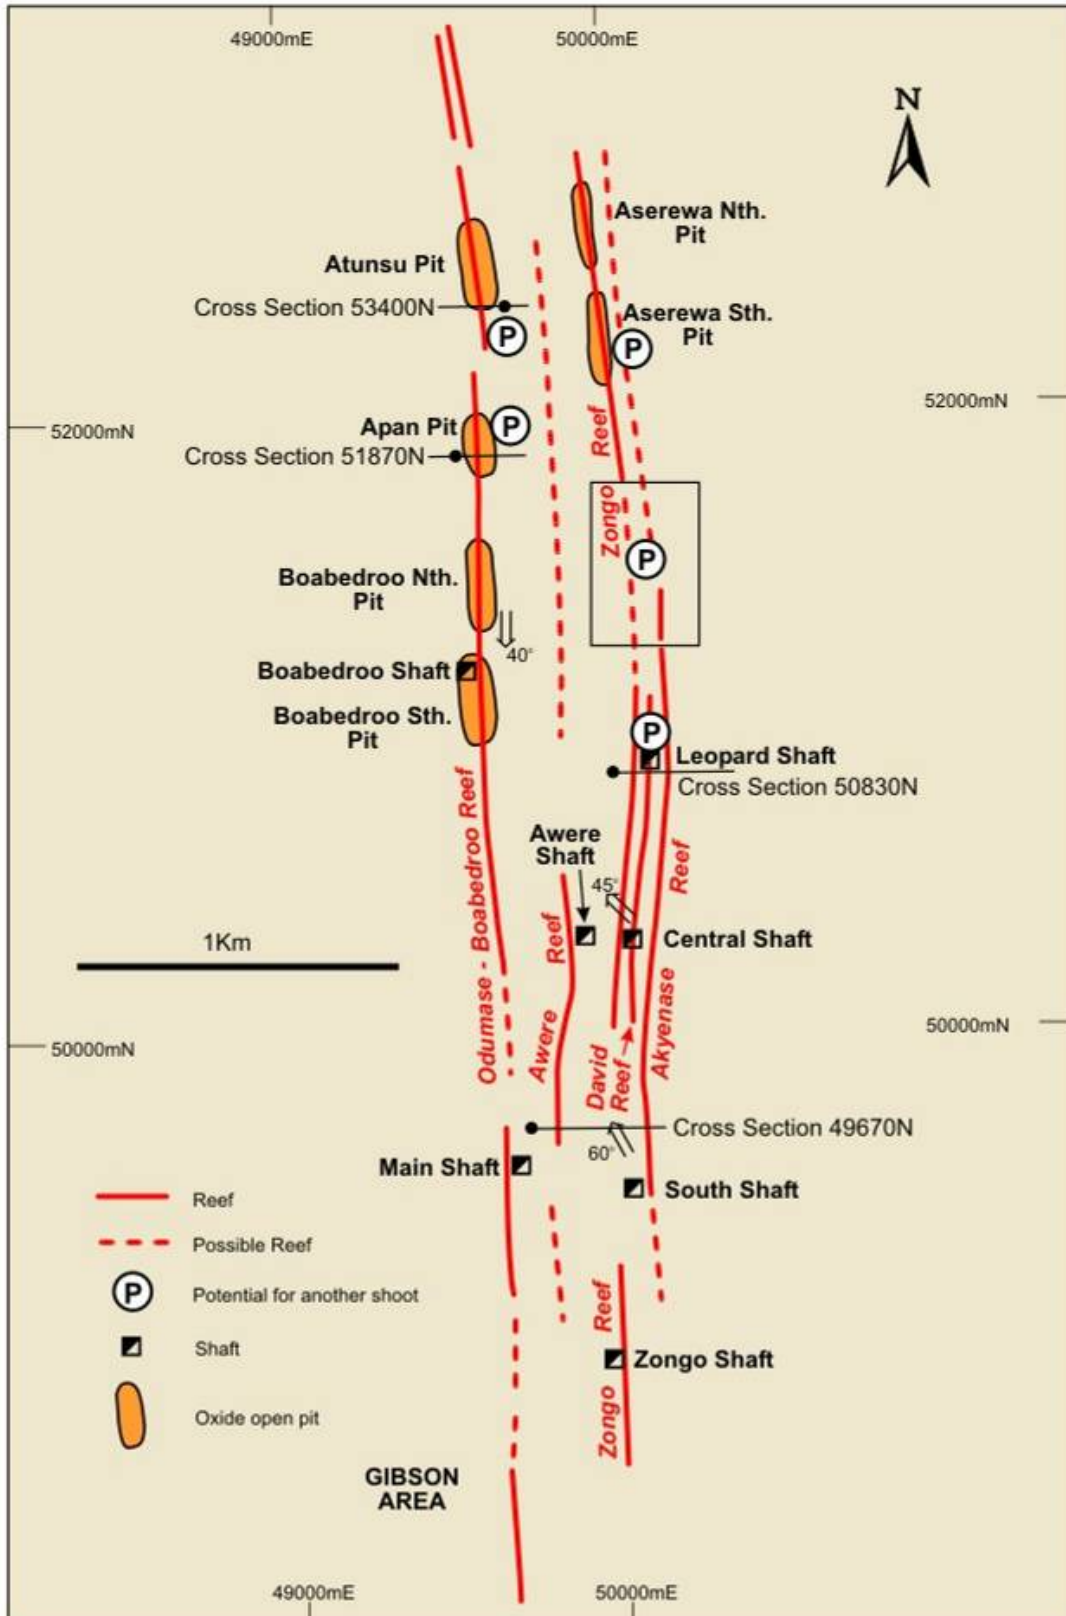 49000mE
50000mE
N
Aserewa Nth.
Pit
Atunsu Pit
Cross Section 53400N
P
Aserewa Sth.
Pit
P
52000mN
Apan Pit
P
52000mN
Cross Section 51870N
Reef
Zongo
P
Boabedroo Nth.
Pit
40°
Boabedroo Shaft
Boabedroo Sth.
Pit
P
Leopard Shaft
Cross Section 50830N
Odumase - Boabedroo Reef
Awere
Shaft
45°
Reef
Reef
Central Shaft
1Km
Awere
Akyenase
50000mN
50000mN
David
Reef
Cross Section 49670N
60°
Main Shaft
South Shaft
Reef
Possible Reef
P
Potential for another shoot
Shaft
Oxide open pit
Reef
Zongo Shaft
Zongo
GIBSON
AREA
49000mE
50000mE